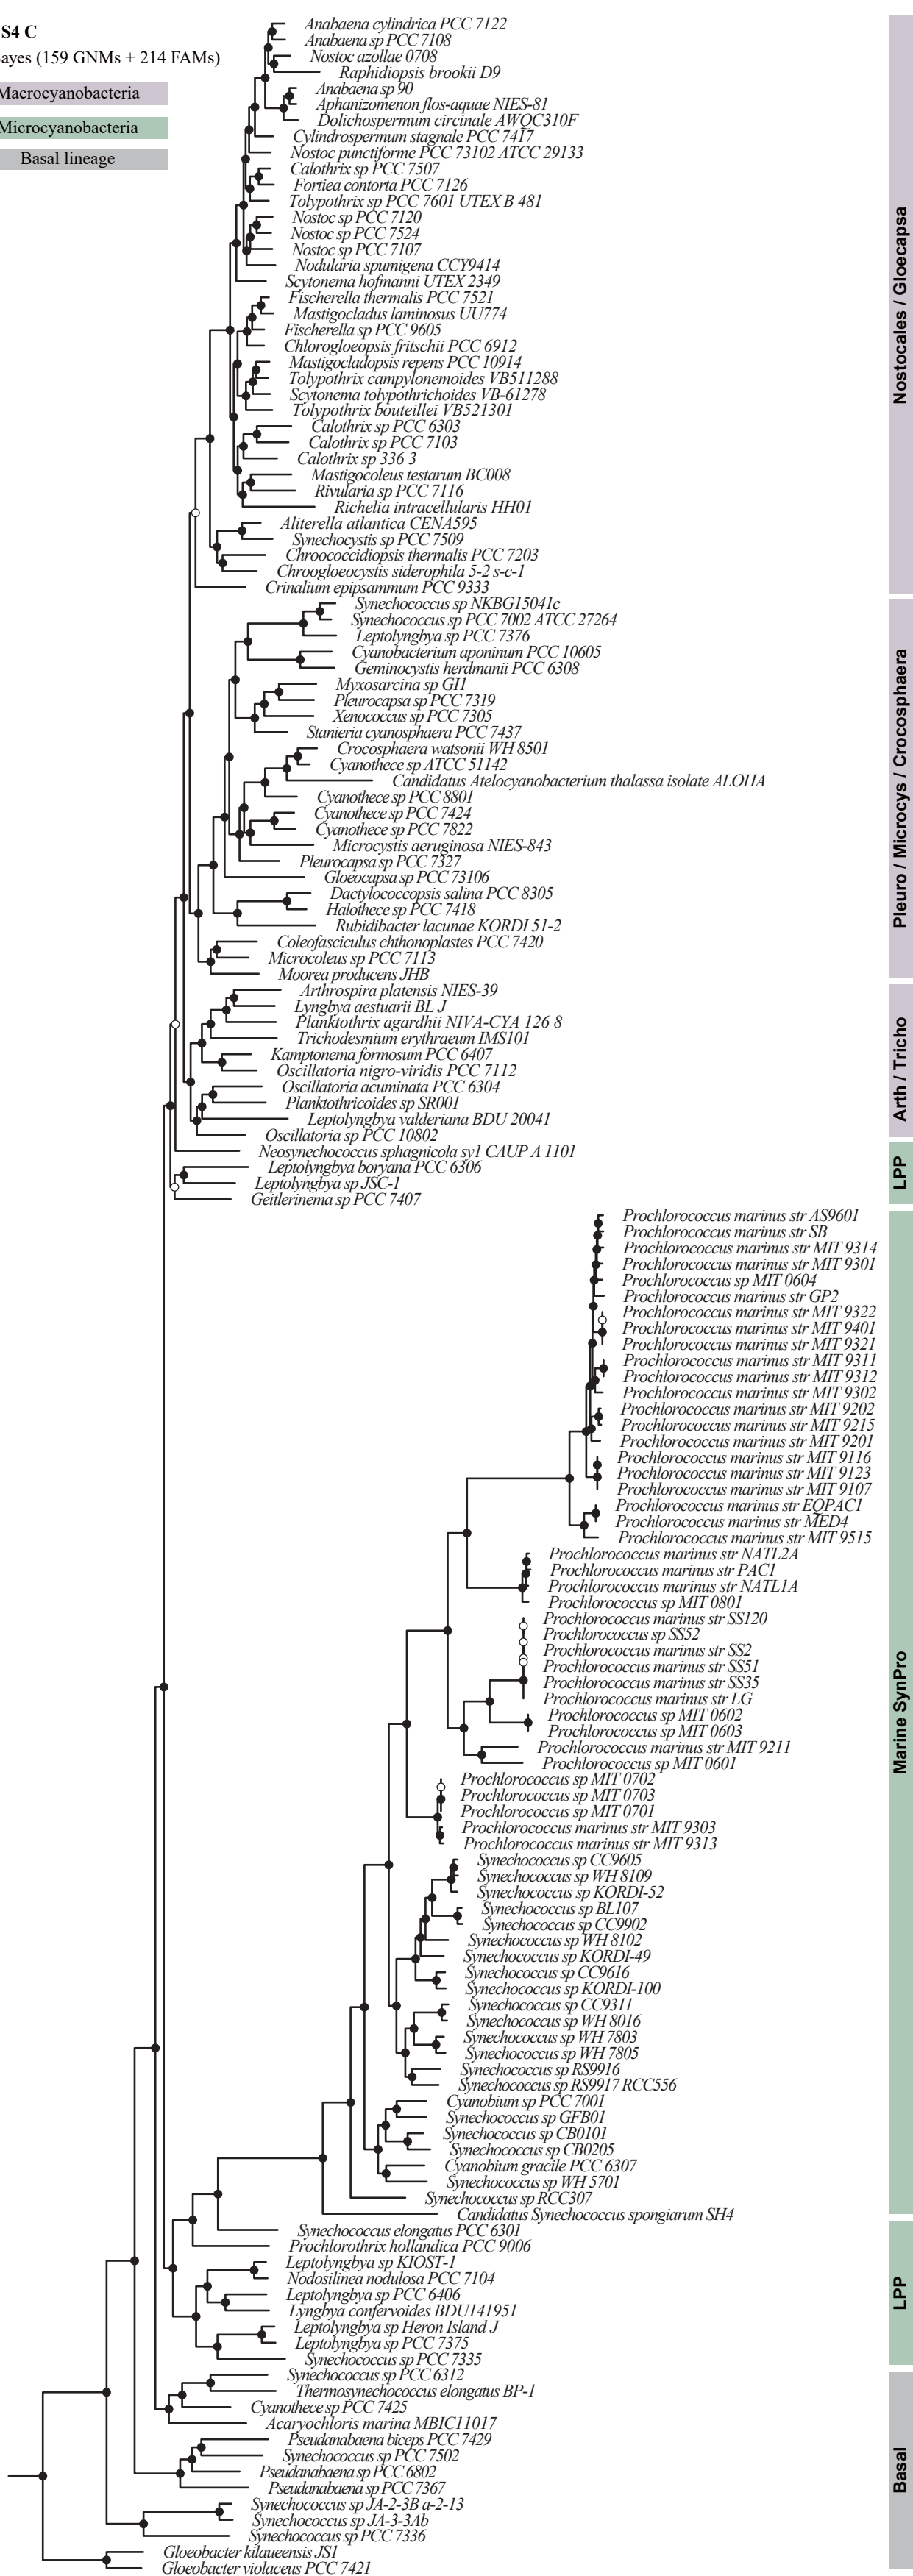 S4 C
ayes (159 GNMs + 214 FAMs)
Macrocyanobacteria
Microcyanobacteria
Basal lineage
Anabaena cylindrica PCC 7122
Anabaena sp PCC 7108
Nostoc azollae 0708
Raphidiopsis brookii D9
Anabaena sp 90
Aphanizomenon flos-aquae NIES-81
Dolichospermum circinale AWQC310F
Cylindrospermum stagnale PCC 7417
Nostoc punctiforme PCC 73102 ATCC 29133
Calothrix sp PCC 7507
Fortiea contorta PCC 7126
Tolypothrix sp PCC 7601 UTEX B 481
Nostoc sp PCC 7120
Nostoc sp PCC 7524
Nostoc sp PCC 7107
Nodularia spumigena CCY9414
Scytonema hofmanni UTEX 2349
Fischerella thermalis PCC 7521
Mastigocladus laminosus UU774
Fischerella sp PCC 9605
Chlorogloeopsis fritschii PCC 6912
Mastigocladopsis repens PCC 10914
Tolypothrix campylonemoides VB511288
Scytonema tolypothrichoides VB-61278
Tolypothrix bouteillei VB521301
Calothrix sp PCC 6303
Calothrix sp PCC 7103
Calothrix sp 336 3
Mastigocoleus testarum BC008
Rivularia sp PCC 7116
Richelia intracellularis HH01
Aliterella atlantica CENA595
Synechocystis sp PCC 7509
Chroococcidiopsis thermalis PCC 7203
Chroogloeocystis siderophila 5-2 s-c-1
Crinalium epipsammum PCC 9333
Nostocales / Gloecapsa
Synechococcus sp NKBG15041c
Synechococcus sp PCC 7002 ATCC 27264
Leptolyngbya sp PCC 7376
Cyanobacterium aponinum PCC 10605
Geminocystis herdmanii PCC 6308
Myxosarcina sp GI1
Pleurocapsa sp PCC 7319
Xenococcus sp PCC 7305
Stanieria cyanosphaera PCC 7437
Crocosphaera watsonii WH 8501
Cyanothece sp ATCC 51142
Candidatus Atelocyanobacterium thalassa isolate ALOHA
Cyanothece sp PCC 8801
Cyanothece sp PCC 7424
Cyanothece sp PCC 7822
Microcystis aeruginosa NIES-843
Pleurocapsa sp PCC 7327
Gloeocapsa sp PCC 73106
Dactylococcopsis salina PCC 8305
Halothece sp PCC 7418
Rubidibacter lacunae KORDI 51-2
Coleofasciculus chthonoplastes PCC 7420
Microcoleus sp PCC 7113
Moorea producens JHB
Pleuro / Microcys / Crocosphaera
Arthrospira platensis NIES-39
Lyngbya aestuarii BL J
Planktothrix agardhii NIVA-CYA 126 8
Trichodesmium erythraeum IMS101
Kamptonema formosum PCC 6407
Oscillatoria nigro-viridis PCC 7112
Oscillatoria acuminata PCC 6304
Planktothricoides sp SR001
Leptolyngbya valderiana BDU 20041
Oscillatoria sp PCC 10802
Arth / Tricho
Neosynechococcus sphagnicola sy1 CAUP A 1101
Leptolyngbya boryana PCC 6306
Leptolyngbya sp JSC-1
Geitlerinema sp PCC 7407
LPP
Prochlorococcus marinus str AS9601
Prochlorococcus marinus str SB
Prochlorococcus marinus str MIT 9314
Prochlorococcus marinus str MIT 9301
Prochlorococcus sp MIT 0604
Prochlorococcus marinus str GP2
Prochlorococcus marinus str MIT 9322
Prochlorococcus marinus str MIT 9401
Prochlorococcus marinus str MIT 9321
Prochlorococcus marinus str MIT 9311
Prochlorococcus marinus str MIT 9312
Prochlorococcus marinus str MIT 9302
Prochlorococcus marinus str MIT 9202
Prochlorococcus marinus str MIT 9215
Prochlorococcus marinus str MIT 9201
Prochlorococcus marinus str MIT 9116
Prochlorococcus marinus str MIT 9123
Prochlorococcus marinus str MIT 9107
Prochlorococcus marinus str EQPAC1
Prochlorococcus marinus str MED4
Prochlorococcus marinus str MIT 9515
Prochlorococcus marinus str NATL2A
Prochlorococcus marinus str PAC1
Prochlorococcus marinus str NATL1A
Prochlorococcus sp MIT 0801
Prochlorococcus marinus str SS120
Prochlorococcus sp SS52
Prochlorococcus marinus str SS2
Prochlorococcus marinus str SS51
Prochlorococcus marinus str SS35
Prochlorococcus marinus str LG
Prochlorococcus sp MIT 0602
Prochlorococcus sp MIT 0603
Prochlorococcus marinus str MIT 9211
Prochlorococcus sp MIT 0601
Prochlorococcus sp MIT 0702
Prochlorococcus sp MIT 0703
Prochlorococcus sp MIT 0701
Prochlorococcus marinus str MIT 9303
Prochlorococcus marinus str MIT 9313
Synechococcus sp CC9605
Synechococcus sp WH 8109
Synechococcus sp KORDI-52
Synechococcus sp BL107
Synechococcus sp CC9902
Synechococcus sp WH 8102
Synechococcus sp KORDI-49
Synechococcus sp CC9616
Synechococcus sp KORDI-100
Synechococcus sp CC9311
Synechococcus sp WH 8016
Synechococcus sp WH 7803
Synechococcus sp WH 7805
Synechococcus sp RS9916
Synechococcus sp RS9917 RCC556
Cyanobium sp PCC 7001
Synechococcus sp GFB01
Synechococcus sp CB0101
Synechococcus sp CB0205
Cyanobium gracile PCC 6307
Synechococcus sp WH 5701
Synechococcus sp RCC307
Candidatus Synechococcus spongiarum SH4
Marine SynPro
Synechococcus elongatus PCC 6301
Prochlorothrix hollandica PCC 9006
Leptolyngbya sp KIOST-1
Nodosilinea nodulosa PCC 7104
Leptolyngbya sp PCC 6406
Lyngbya confervoides BDU141951
Leptolyngbya sp Heron Island J
Leptolyngbya sp PCC 7375
Synechococcus sp PCC 7335
LPP
Synechococcus sp PCC 6312
Thermosynechococcus elongatus BP-1
Cyanothece sp PCC 7425
Acaryochloris marina MBIC11017
Pseudanabaena biceps PCC 7429
Synechococcus sp PCC 7502
Pseudanabaena sp PCC 6802
Pseudanabaena sp PCC 7367
Synechococcus sp JA-2-3B a-2-13
Synechococcus sp JA-3-3Ab
Synechococcus sp PCC 7336
Gloeobacter kilaueensis JS1
Gloeobacter violaceus PCC 7421
Basal